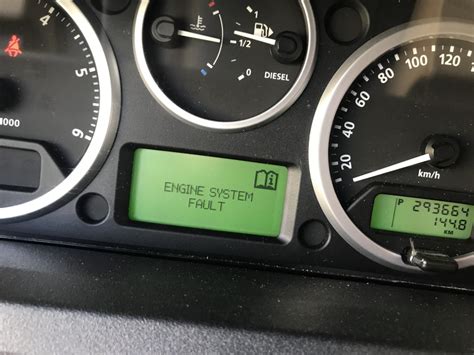 4
5
6
1000
1
1/2
0
DIESEL
ENGINE SYSTEM
FAULT
20
40
60
80
100
120
km/h
P 293664
144.8
KM